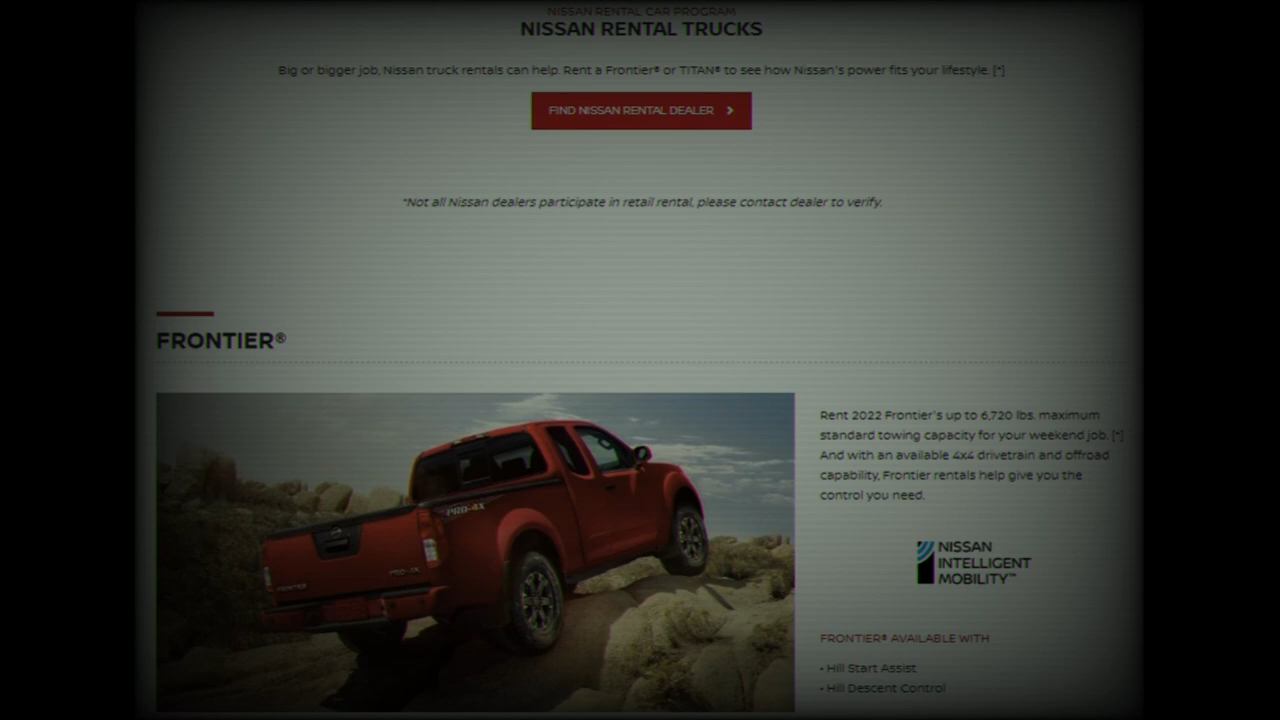 NISSAN RENTAL CAR PROGRAM
NISSAN RENTAL TRUCKS
Big or bigger job, Nissan truck rentals can help. Rent a Frontier® or TITAN® to see how Nissan's power fits your lifestyle. [*]
FIND NISSAN RENTAL DEALER
*Not all Nissan dealers participate in retail rental, please contact dealer to verify.
FRONTIER®
PRO-4X
PRO-4X
FRONTIER
Rent 2022 Frontier's up to 6,720 lbs. maximum
standard towing capacity for your weekend job. [*]
And with an available 4x4 drivetrain and offroad
capability, Frontier rentals help give you the
control you need.
NISSAN
INTELLIGENT
MOBILITY™
FRONTIER® AVAILABLE WITH
• Hill Start Assist
• Hill Descent Control